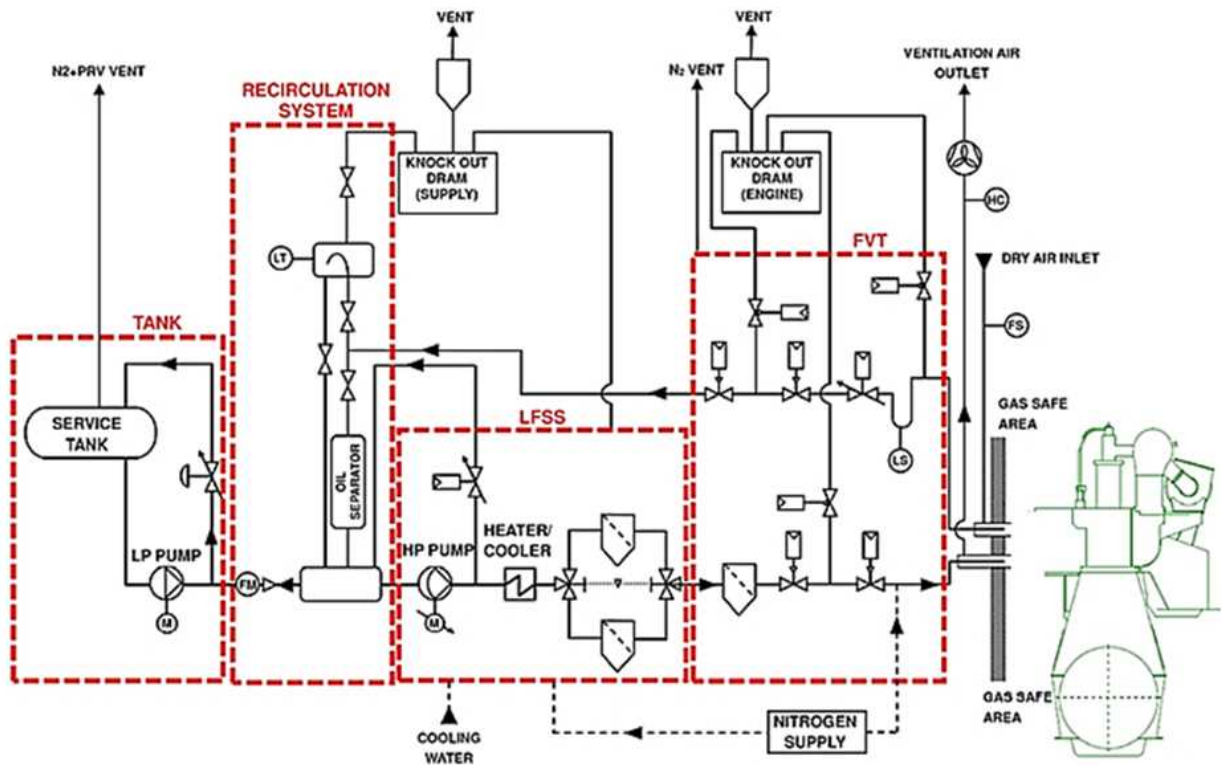 VENT
VENT
N2+PRV VENT
RECIRCULATION
SYSTEM
N₂ VENT
VENTILATION AIR
OUTLET
KNOCK OUT
DRAM
(SUPPLY)
KNOCK OUT
DRAM
(ENGINE)
HC
FVT
LT
DRY AIR INLET
TANK
FS
SERVICE
TANK
LFSS
GAS SAFE
AREA
OIL
SEPARATOR
LS
LP PUMP
HP PUMP
HEATER/
COOLER
FM
M
M
COOLING
WATER
NITROGEN
SUPPLY
GAS SAFE
AREA